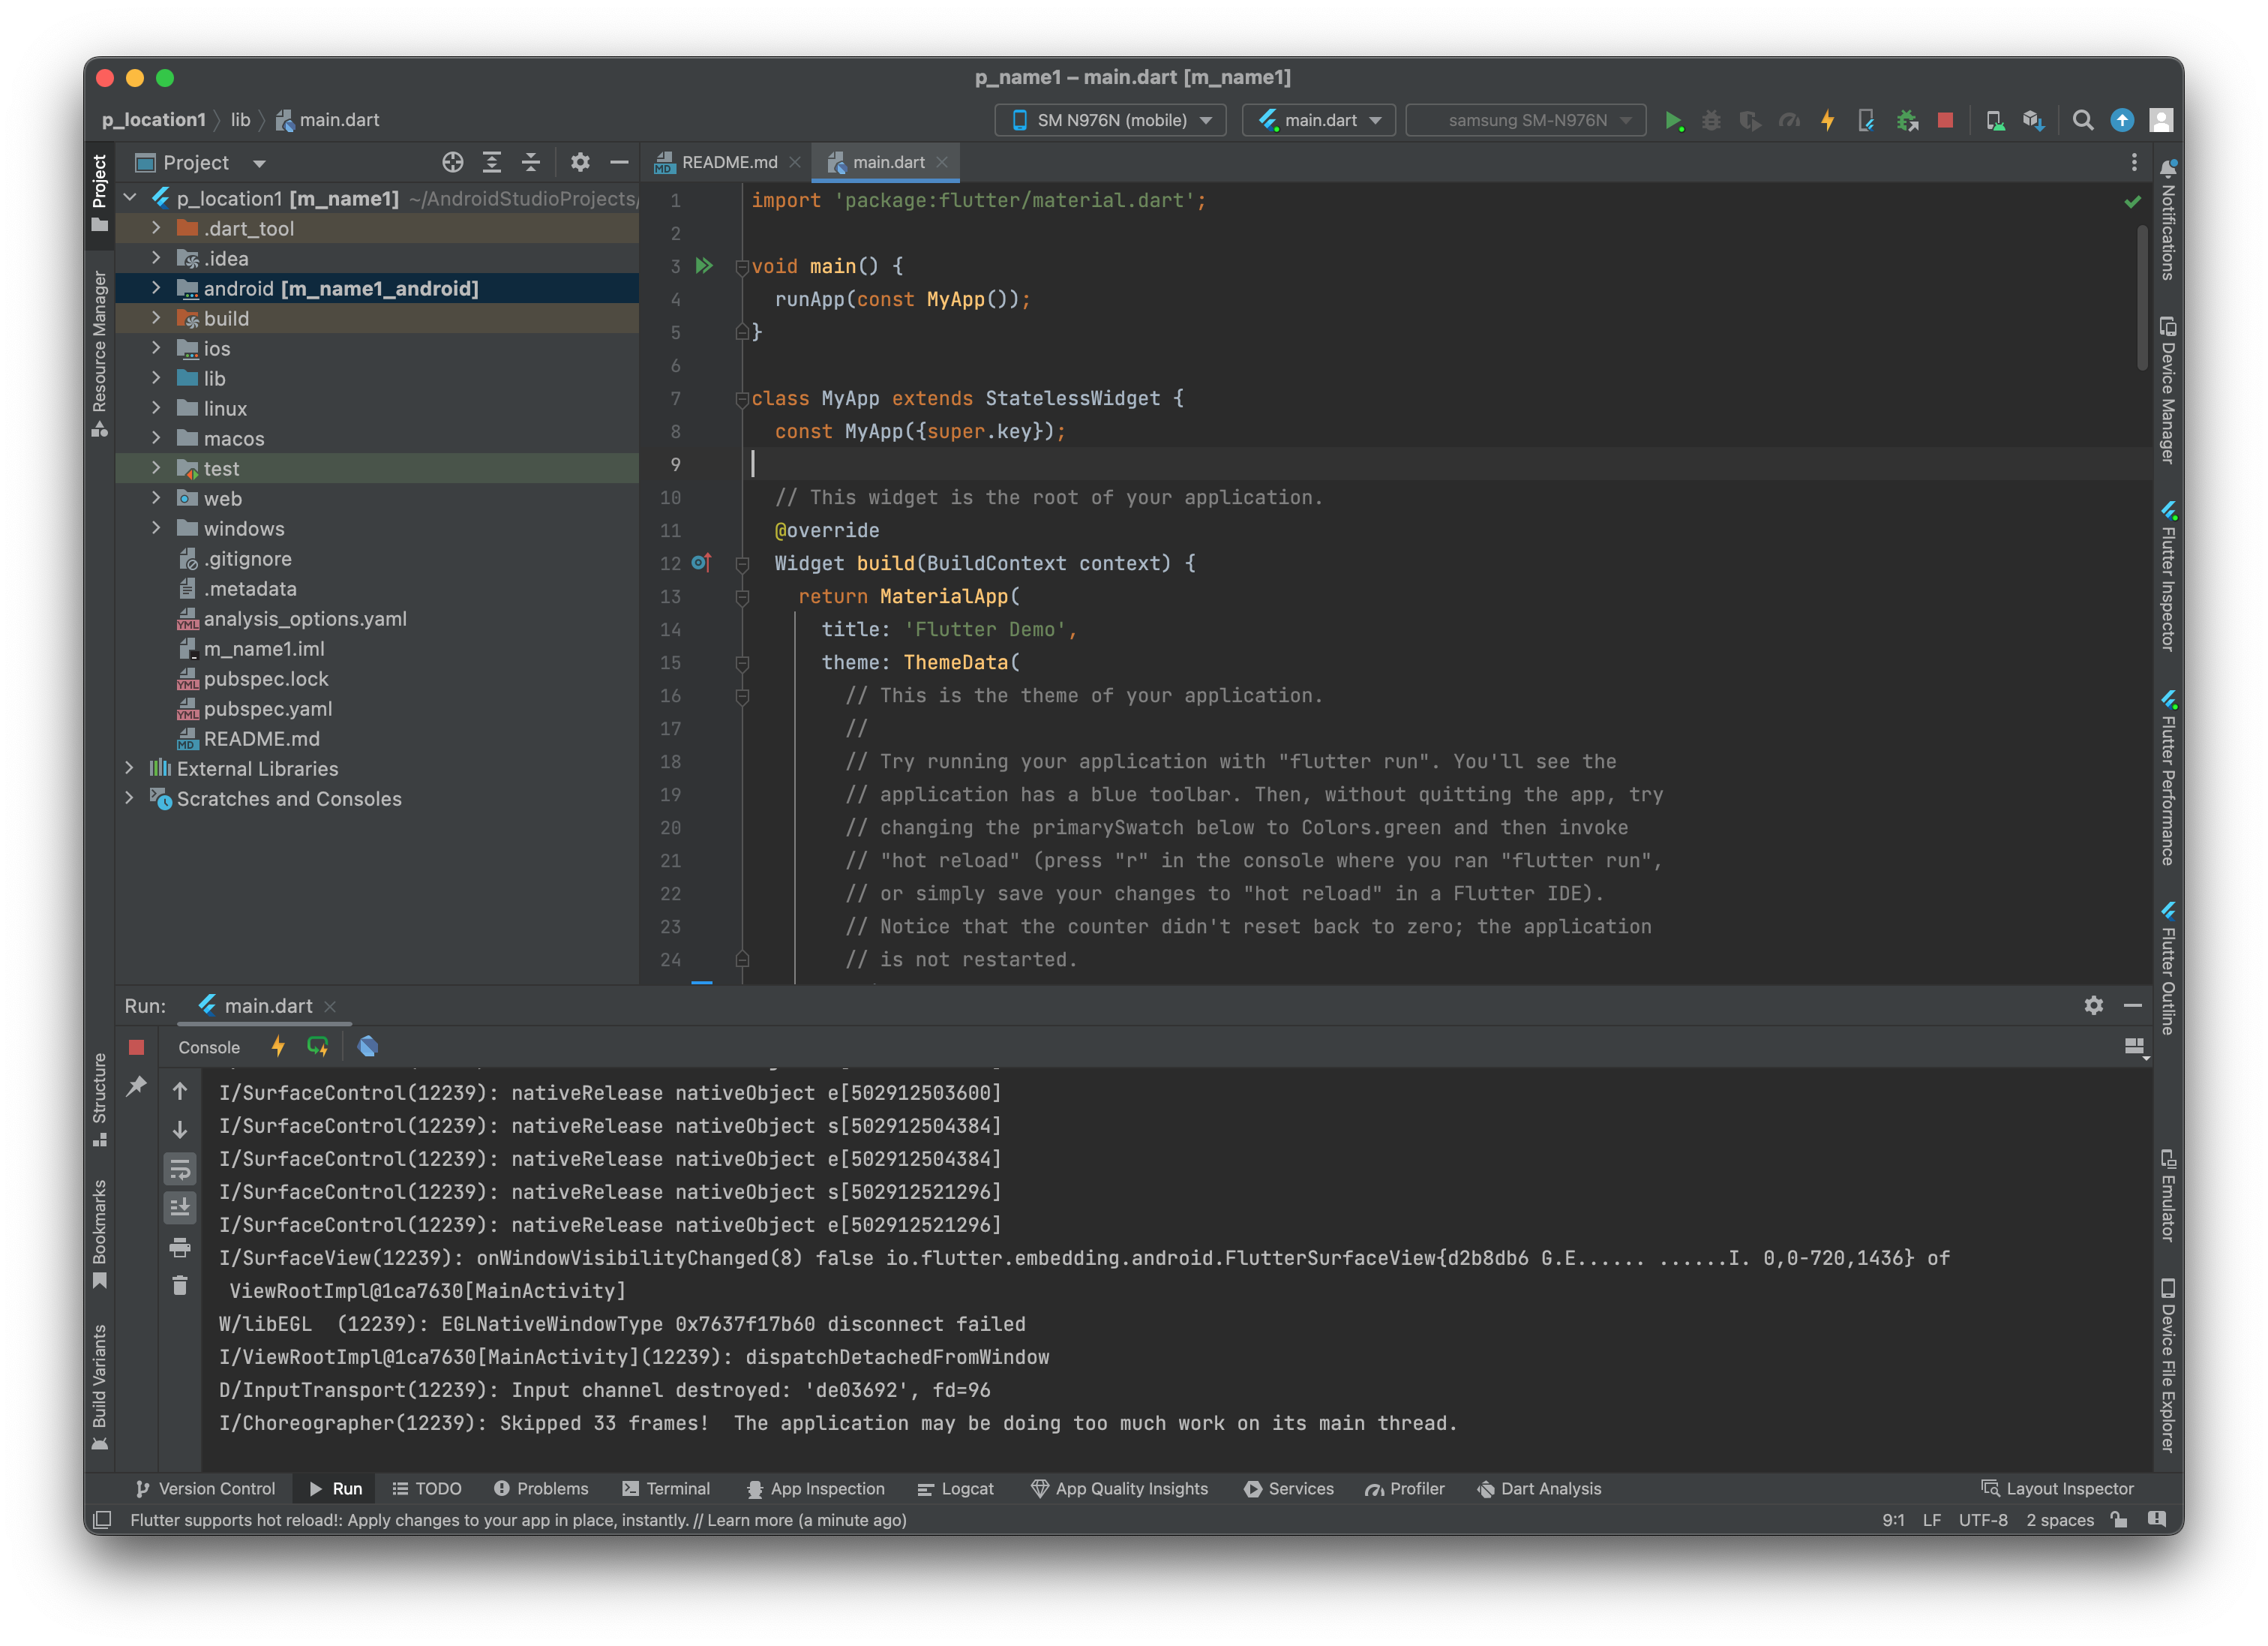 p_name1 – main.dart [m_name1]
p_location1 lib main.dart
SM N976N (mobile) main.dart samsung SM-N976N
Project
README.md main.dart
Project
Resource Manager
Structure
Bookmarks
Build Variants
p_location1 [m_name1] ~/AndroidStudioProjects/
.dart_tool
.idea
android [m_name1_android]
build
ios
lib
linux
macos
test
web
windows
.gitignore
.metadata
analysis_options.yaml
m_name1.iml
pubspec.lock
pubspec.yaml
README.md
External Libraries
Scratches and Consoles
1 import 'package:flutter/material.dart';
2
3 void main() {
4 runApp(const MyApp());
5 }
6
7 class MyApp extends StatelessWidget {
8 const MyApp({super.key});
9
10 // This widget is the root of your application.
11 @override
12 Widget build(BuildContext context) {
13 return MaterialApp(
14 title: 'Flutter Demo',
15 theme: ThemeData(
16 // This is the theme of your application.
17 //
18 // Try running your application with "flutter run". You'll see the
19 // application has a blue toolbar. Then, without quitting the app, try
20 // changing the primarySwatch below to Colors.green and then invoke
21 // "hot reload" (press "r" in the console where you ran "flutter run",
22 // or simply save your changes to "hot reload" in a Flutter IDE).
23 // Notice that the counter didn't reset back to zero; the application
24 // is not restarted.
Notifications
Device Manager
Flutter Inspector
Flutter Performance
Flutter Outline
Emulator
Device File Explorer
Run: main.dart
Console
I/SurfaceControl(12239): nativeRelease nativeObject e[502912503600]
I/SurfaceControl(12239): nativeRelease nativeObject s[502912504384]
I/SurfaceControl(12239): nativeRelease nativeObject e[502912504384]
I/SurfaceControl(12239): nativeRelease nativeObject s[502912521296]
I/SurfaceControl(12239): nativeRelease nativeObject e[502912521296]
I/SurfaceView(12239): onWindowVisibilityChanged(8) false io.flutter.embedding.android.FlutterSurfaceView{d2b8db6 G.E...... ......I. 0,0-720,1436} of
ViewRootImpl@1ca7630[MainActivity]
W/libEGL  (12239): EGLNativeWindowType 0x7637f17b60 disconnect failed
I/ViewRootImpl@1ca7630[MainActivity](12239): dispatchDetachedFromWindow
D/InputTransport(12239): Input channel destroyed: 'de03692', fd=96
I/Choreographer(12239): Skipped 33 frames!  The application may be doing too much work on its main thread.
Version Control Run TODO Problems Terminal App Inspection Logcat App Quality Insights Services Profiler Dart Analysis Layout Inspector
Flutter supports hot reload!: Apply changes to your app in place, instantly. // Learn more (a minute ago) 9:1 LF UTF-8 2 spaces